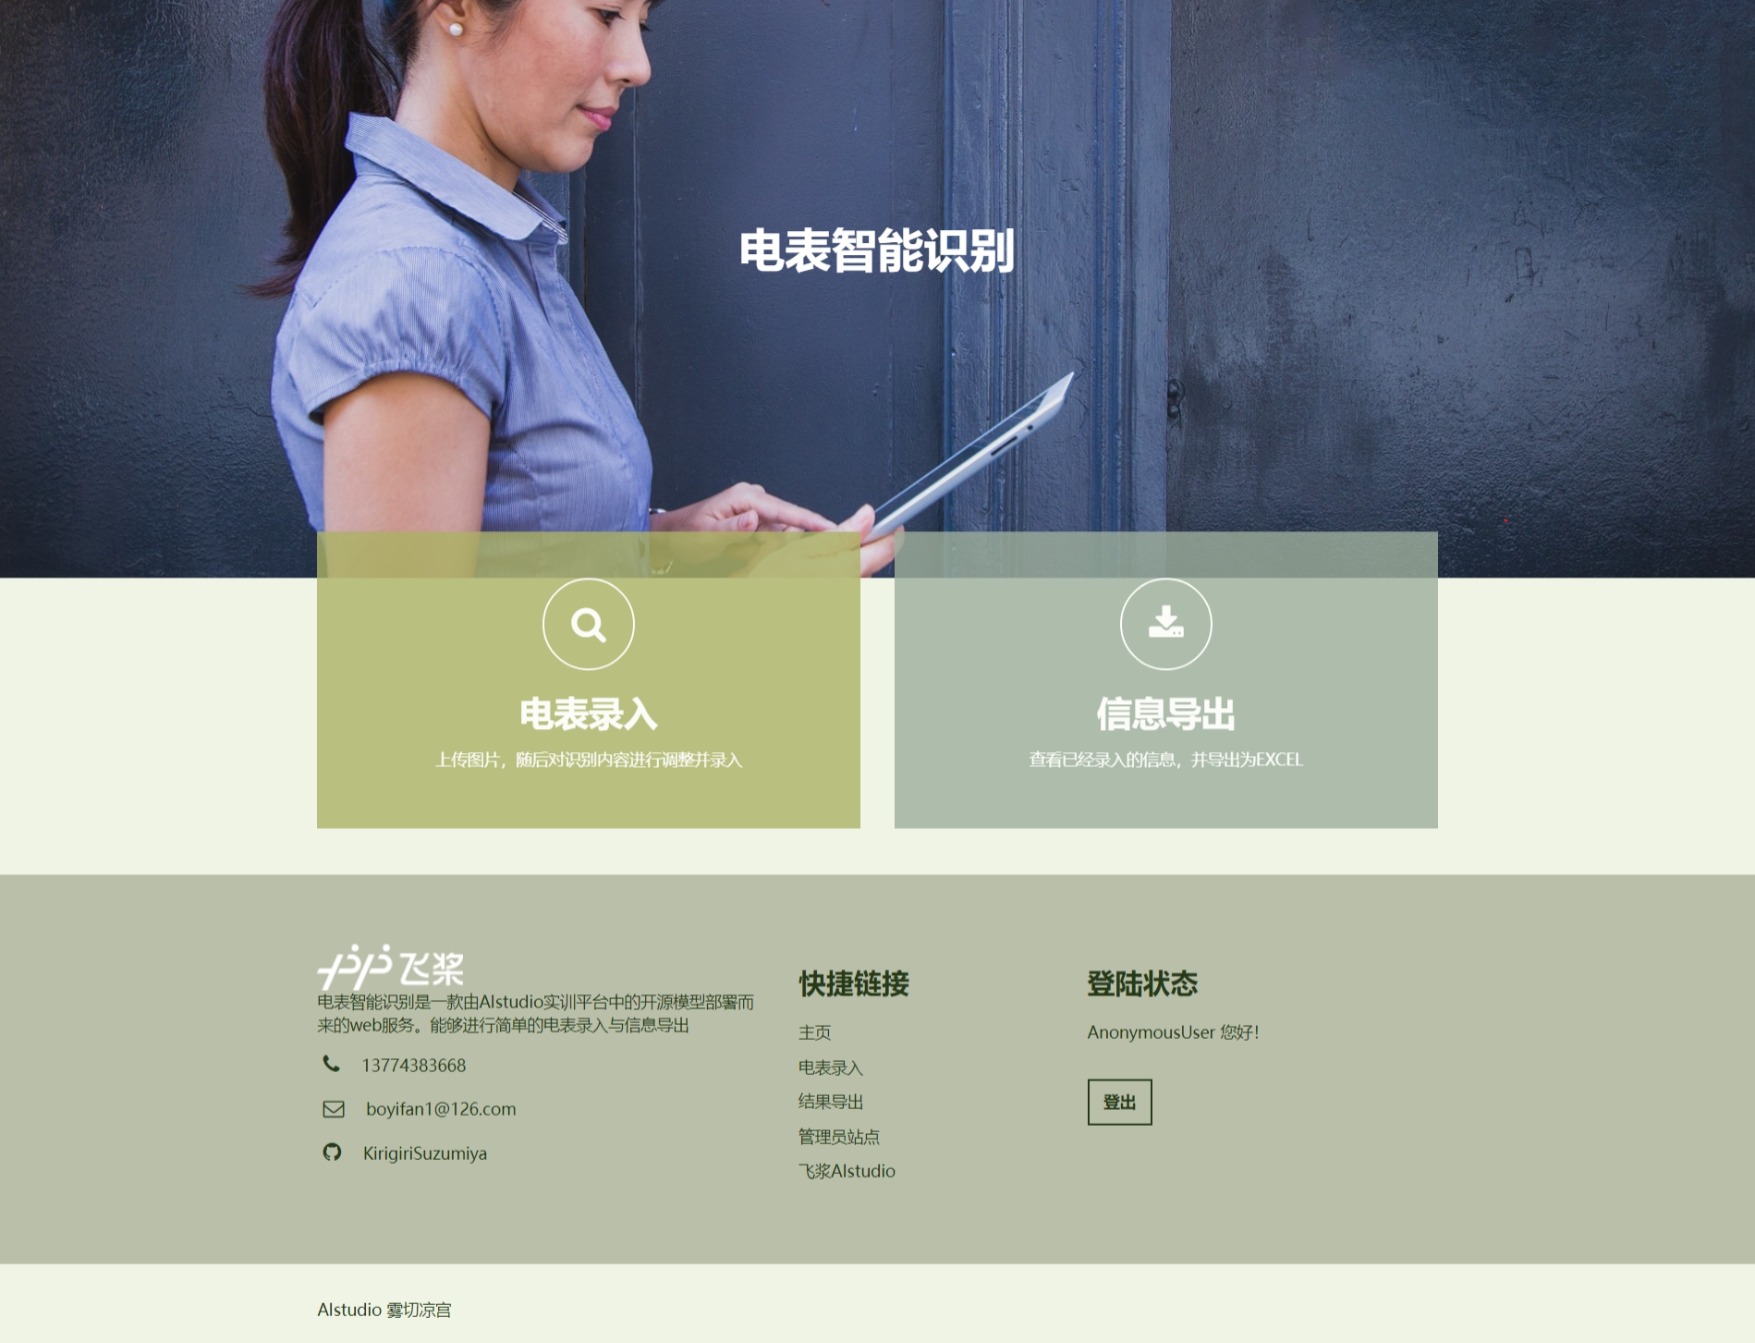 电表智能识别
电表录入
上传图片，随后对识别内容进行调整并录入
信息导出
查看已经录入的信息，并导出为EXCEL
飞桨
电表智能识别是一款由AIstudio实训平台中的开源模型部署而
来的web服务。能够进行简单的电表录入与信息导出
13774383668
boyifan1@126.com
KirigiriSuzumiya
快捷链接
主页
电表录入
结果导出
管理员站点
飞浆AIstudio
登陆状态
AnonymousUser 您好！
登出
AIstudio 雾切凉宫